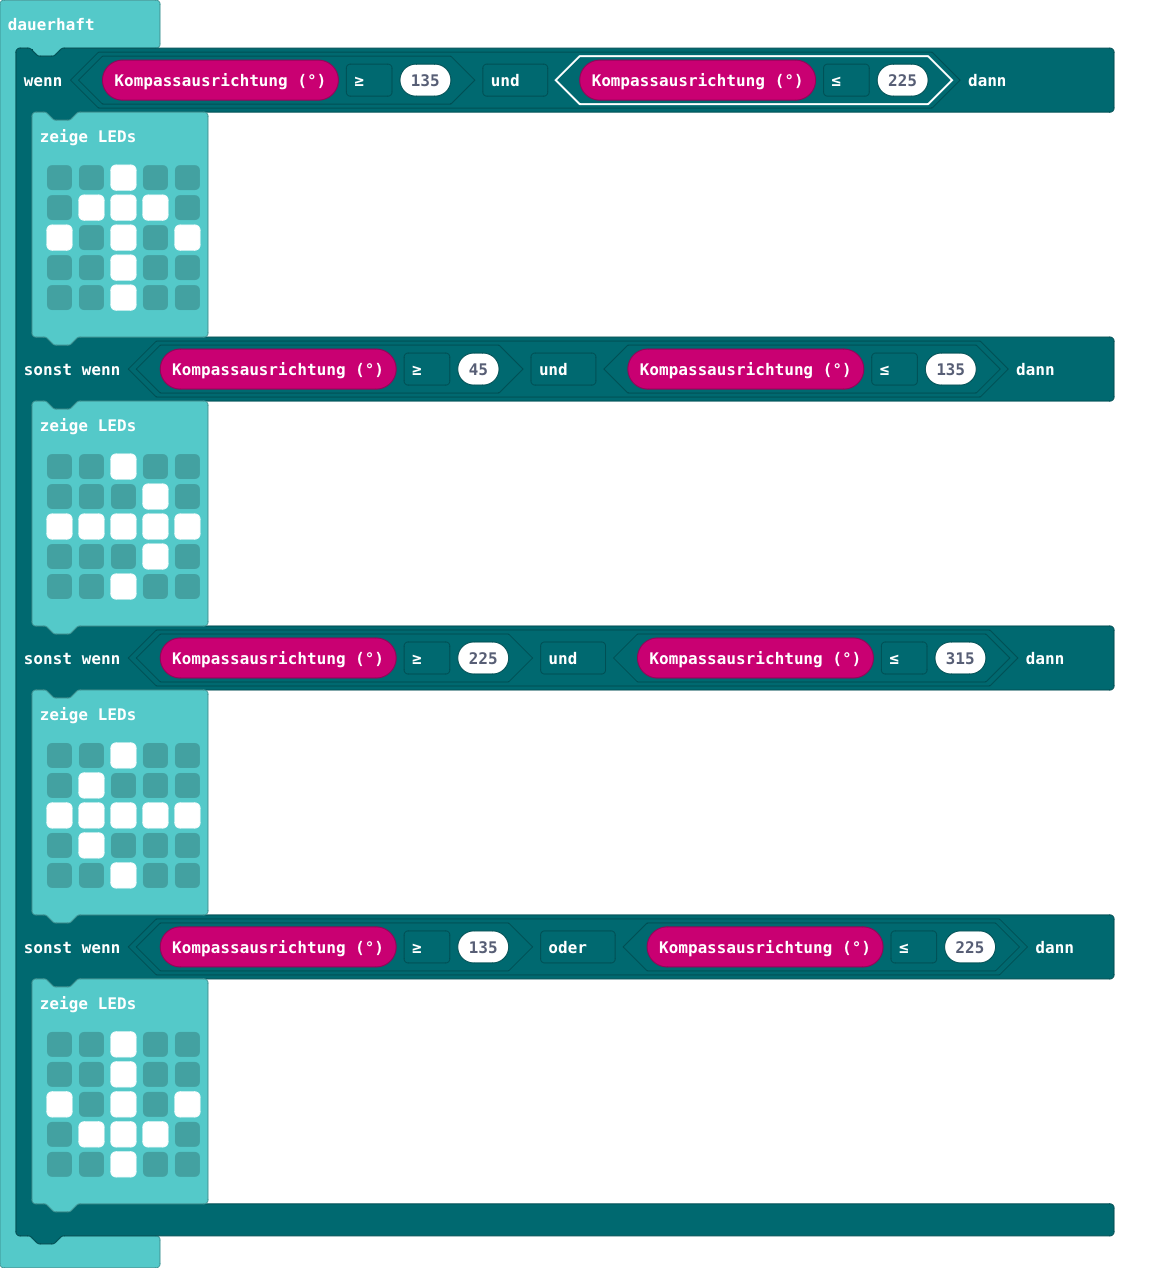 dauerhaft
wenn Kompassausrichtung (°) ≥ 135 und Kompassausrichtung (°) ≤ 225 dann
zeige LEDs
sonst wenn Kompassausrichtung (°) ≥ 45 und Kompassausrichtung (°) ≤ 135 dann
zeige LEDs
sonst wenn Kompassausrichtung (°) ≥ 225 und Kompassausrichtung (°) ≤ 315 dann
zeige LEDs
sonst wenn Kompassausrichtung (°) ≥ 135 oder Kompassausrichtung (°) ≤ 225 dann
zeige LEDs